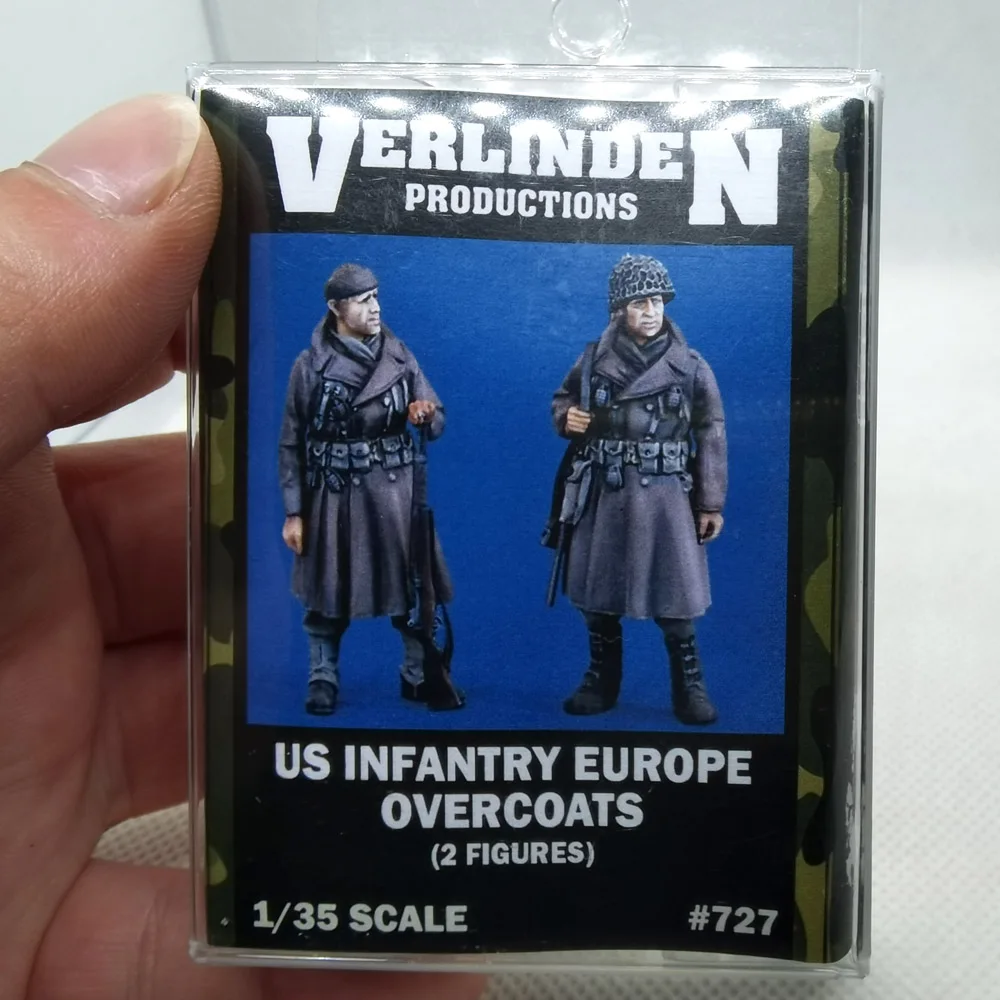 VERLINDEN
PRODUCTIONS
US INFANTRY EUROPE
OVERCOATS
(2 FIGURES)
1/35 SCALE #727